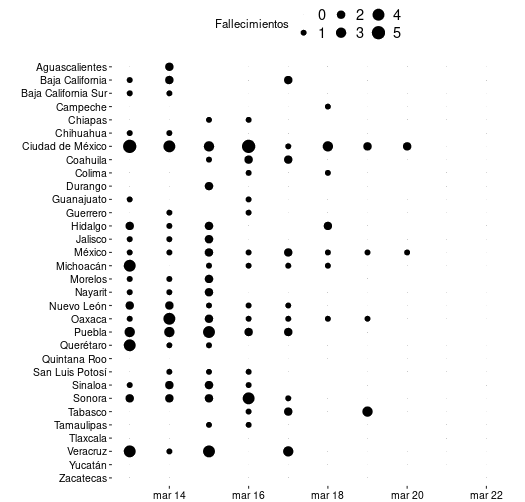 Fallecimientos
0 2 4
1 3 5
Aguascalientes
Baja California
Baja California Sur
Campeche
Chiapas
Chihuahua
Ciudad de México
Coahuila
Colima
Durango
Guanajuato
Guerrero
Hidalgo
Jalisco
México
Michoacán
Morelos
Nayarit
Nuevo León
Oaxaca
Puebla
Querétaro
Quintana Roo
San Luis Potosí
Sinaloa
Sonora
Tabasco
Tamaulipas
Tlaxcala
Veracruz
Yucatán
Zacatecas
mar 14 mar 16 mar 18 mar 20 mar 22